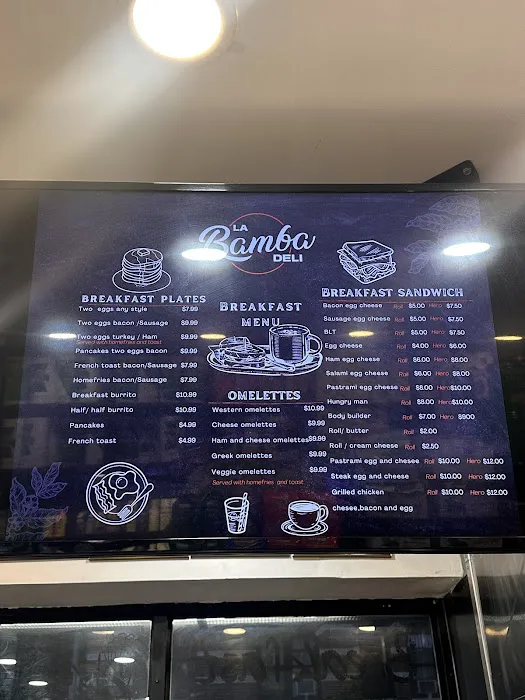 LA
Bamba
DELI
BREAKFAST PLATES
Two eggs any style $7.99
Two eggs bacon /Sausage $9.99
Two eggs turkey / Ham $9.99
Served with homefries and toast
Pancakes two eggs bacon $9.99
French toast bacon/Sausage $7.99
Homefries bacon/Sausage $7.99
Breakfast burrito $10.99
Half/ half burrito $10.99
Pancakes $4.99
French toast $4.99
BREAKFAST
MENU
OMELETTES
Western omelettes $10.99
Cheese omelettes $9.99
Ham and cheese omelettes $9.99
Greek omelettes $9.99
Veggie omelettes $9.99
Served with homefries and toast
BREAKFAST SANDWICH
Bacon egg cheese Roll $5.00 Hero $7.50
Sausage egg cheese Roll $5.00 Hero $7.50
BLT Roll $5.00 Hero $7.50
Egg cheese Roll $4.00 Hero $6.00
Ham egg cheese Roll $6.00 Hero $8.00
Salami egg cheese Roll $6.00 Hero $8.00
Pastrami egg cheese Roll $8.00 Hero $10.00
Hungry man Roll $8.00 Hero $10.00
Body builder Roll $7.00 Hero $900
Roll/ butter Roll $2.00
Roll / cream cheese Roll $2.50
Pastrami egg and chesee Roll $10.00 Hero $12.00
Steak egg and cheese Roll $10.00 Hero $12.00
Grilled chicken Roll $10.00 Hero $12.00
chesee,bacon and egg